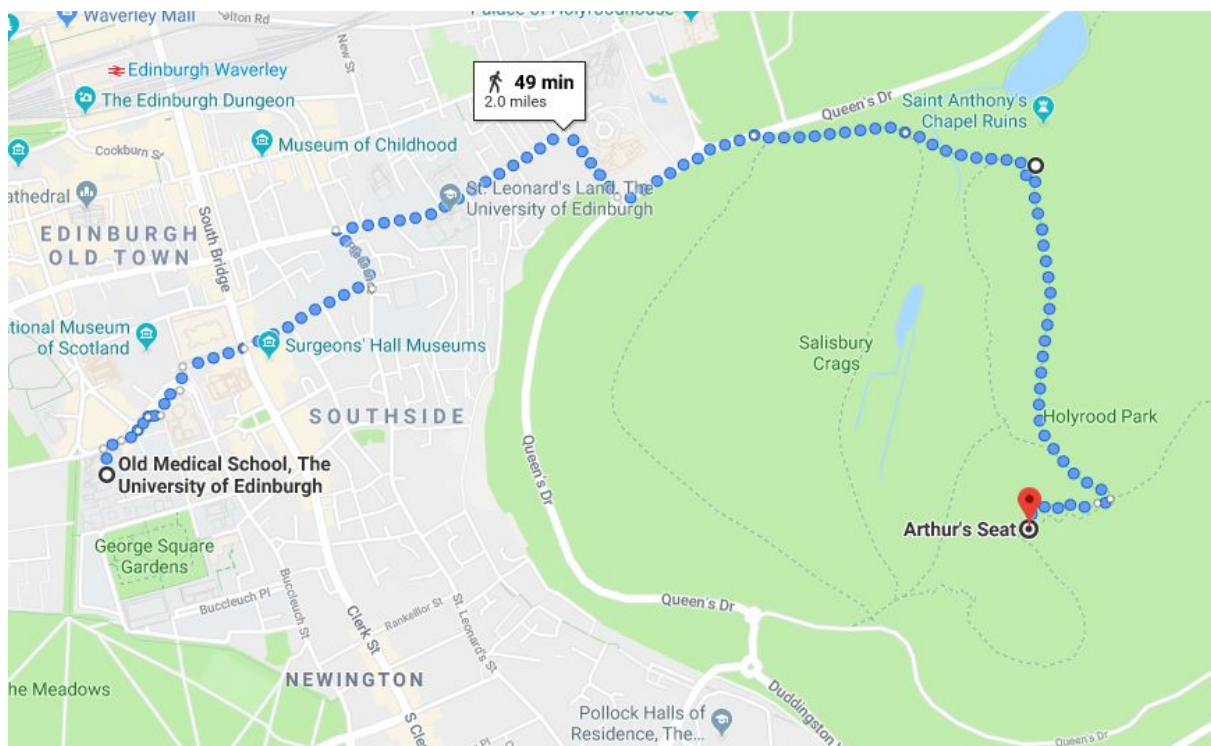 Waverley Mall
Calton Rd
Palace of Holyroodhouse
New St
Edinburgh Waverley
The Edinburgh Dungeon
49 min
2.0 miles
Queen's Dr
Saint Anthony's
Chapel Ruins
Cockburn St
Museum of Childhood
athedral
St. Leonard's Land, The
University of Edinburgh
EDINBURGH
OLD TOWN
South Bridge
tional Museum
of Scotland
Surgeons' Hall Museums
Salisbury
Crags
SOUTHSIDE
Holyrood Park
Old Medical School, The
University of Edinburgh
Queen's Dr
Arthur's Seat
George Square
Gardens
Buccleuch Pl
Buccleuch St
Rankeillor St
St. Leonard's St
Clerk St
Queen's Dr
he Meadows
NEWINGTON
S Cle
Pollock Halls of
Residence, The...
Duddingston
Queen's Dr